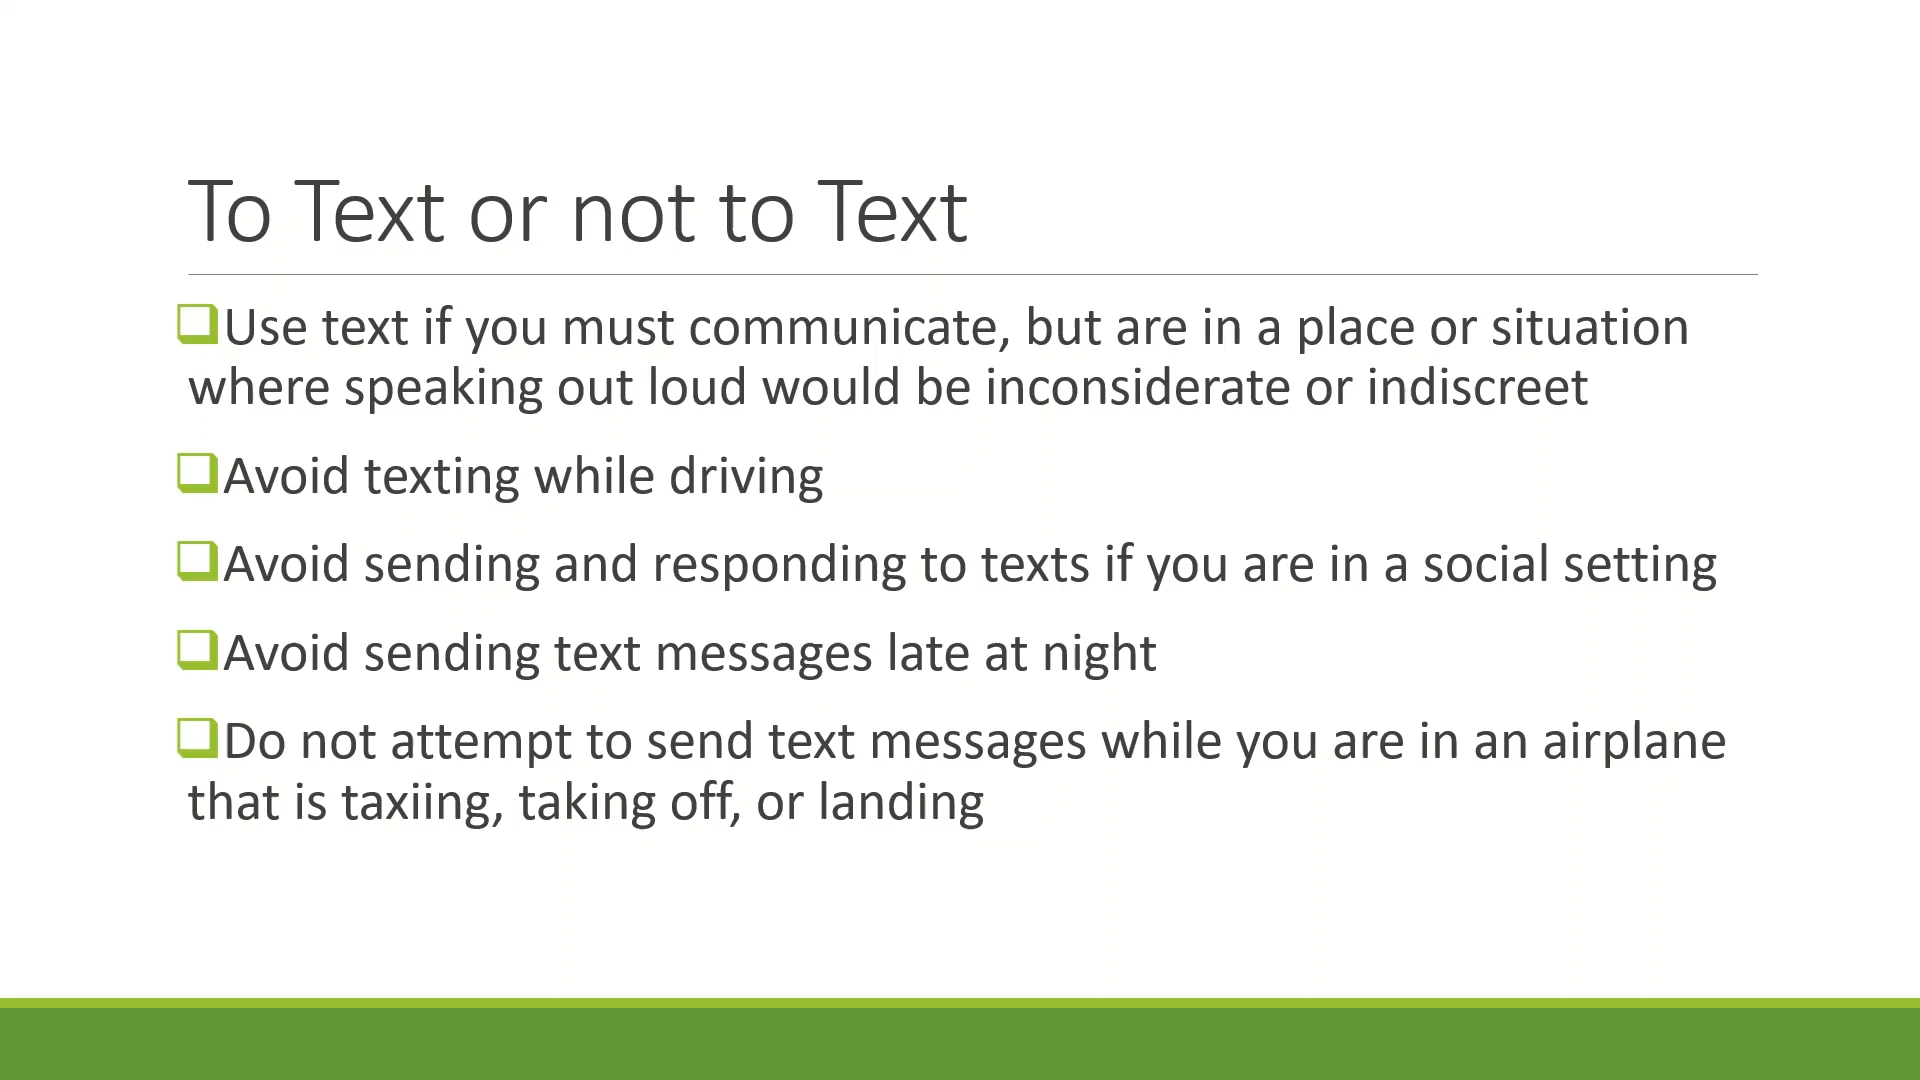 To Text or not to Text
Use text if you must communicate, but are in a place or situation
where speaking out loud would be inconsiderate or indiscreet
Avoid texting while driving
Avoid sending and responding to texts if you are in a social setting
Avoid sending text messages late at night
Do not attempt to send text messages while you are in an airplane
that is taxiing, taking off, or landing